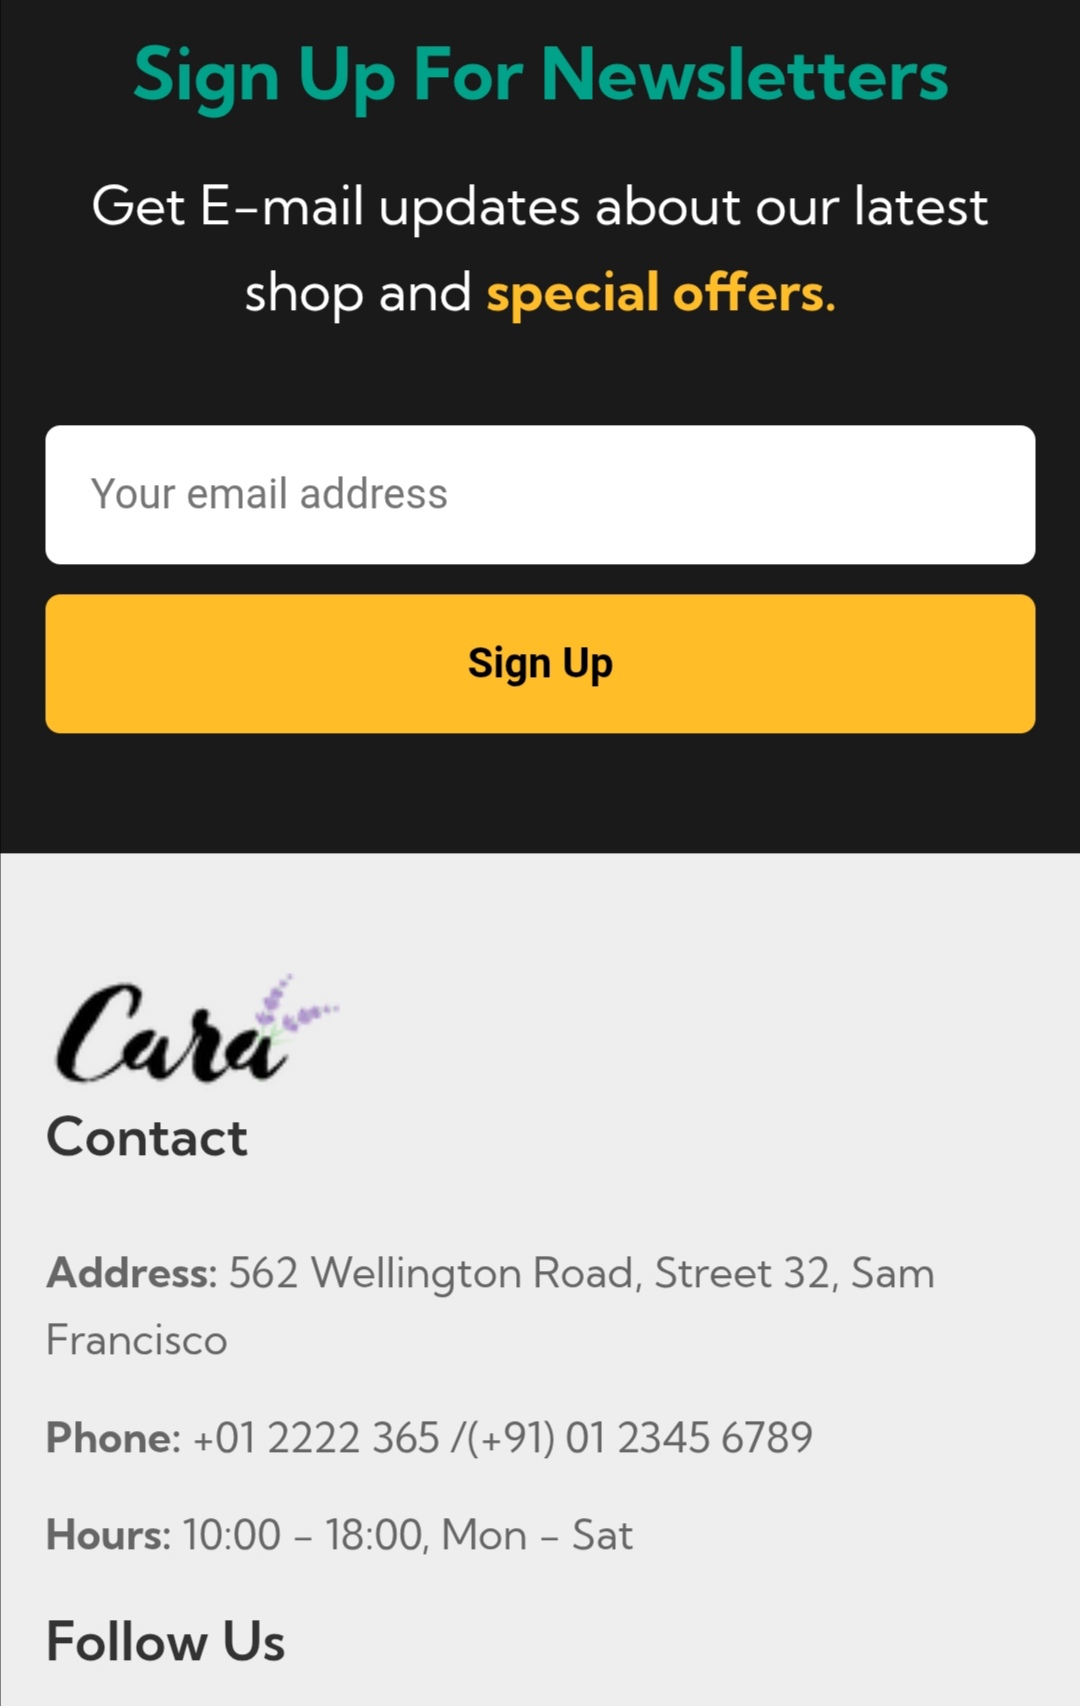 Sign Up For Newsletters
Get E-mail updates about our latest
shop and special offers.
Your email address
Sign Up
Cara
Contact
Address: 562 Wellington Road, Street 32, Sam
Francisco
Phone: +01 2222 365 /(+91) 01 2345 6789
Hours: 10:00 - 18:00, Mon - Sat
Follow Us